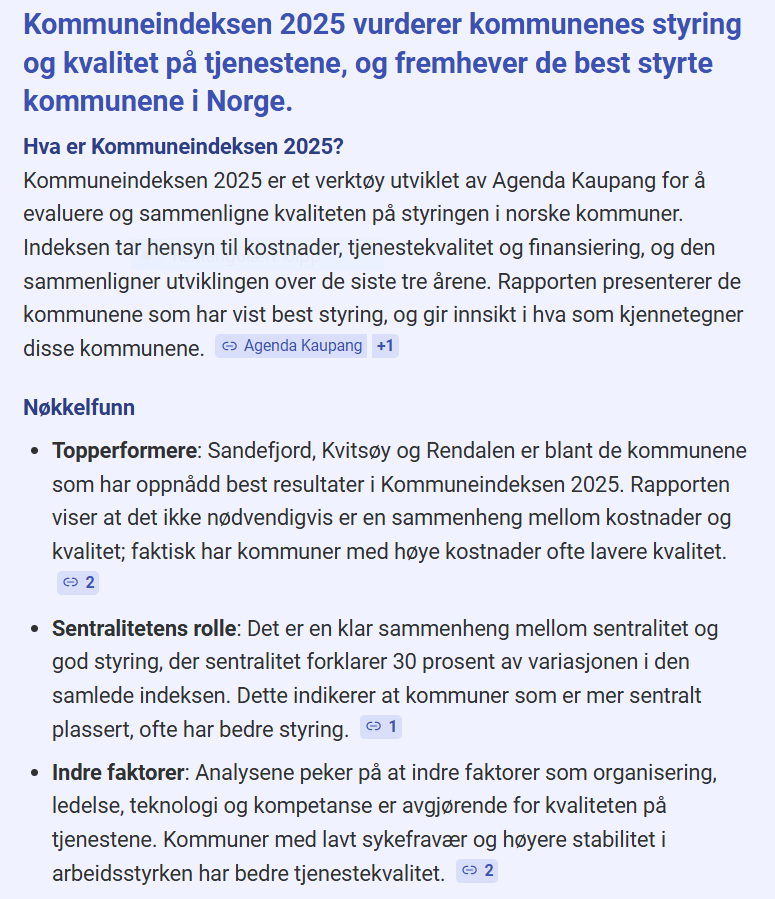 Kommuneindeksen 2025 vurderer kommunenes styring
og kvalitet på tjenestene, og fremhever de best styrte
kommunene i Norge.
Hva er Kommuneindeksen 2025?
Kommuneindeksen 2025 er et verktøy utviklet av Agenda Kaupang for å
evaluere og sammenligne kvaliteten på styringen i norske kommuner.
Indeksen tar hensyn til kostnader, tjenestekvalitet og finansiering, og den
sammenligner utviklingen over de siste tre årene. Rapporten presenterer de
kommunene som har vist best styring, og gir innsikt i hva som kjennetegner
disse kommunene. Agenda Kaupang +1
Nøkkelfunn
• Topperformere: Sandefjord, Kvitsøy og Rendalen er blant de kommunene
som har oppnådd best resultater i Kommuneindeksen 2025. Rapporten
viser at det ikke nødvendigvis er en sammenheng mellom kostnader og
kvalitet; faktisk har kommuner med høye kostnader ofte lavere kvalitet.
2
• Sentralitetens rolle: Det er en klar sammenheng mellom sentralitet og
god styring, der sentralitet forklarer 30 prosent av variasjonen i den
samlede indeksen. Dette indikerer at kommuner som er mer sentralt
plassert, ofte har bedre styring. 1
• Indre faktorer: Analysene peker på at indre faktorer som organisering,
ledelse, teknologi og kompetanse er avgjørende for kvaliteten på
tjenestene. Kommuner med lavt sykefravær og høyere stabilitet i
arbeidsstyrken har bedre tjenestekvalitet. 2